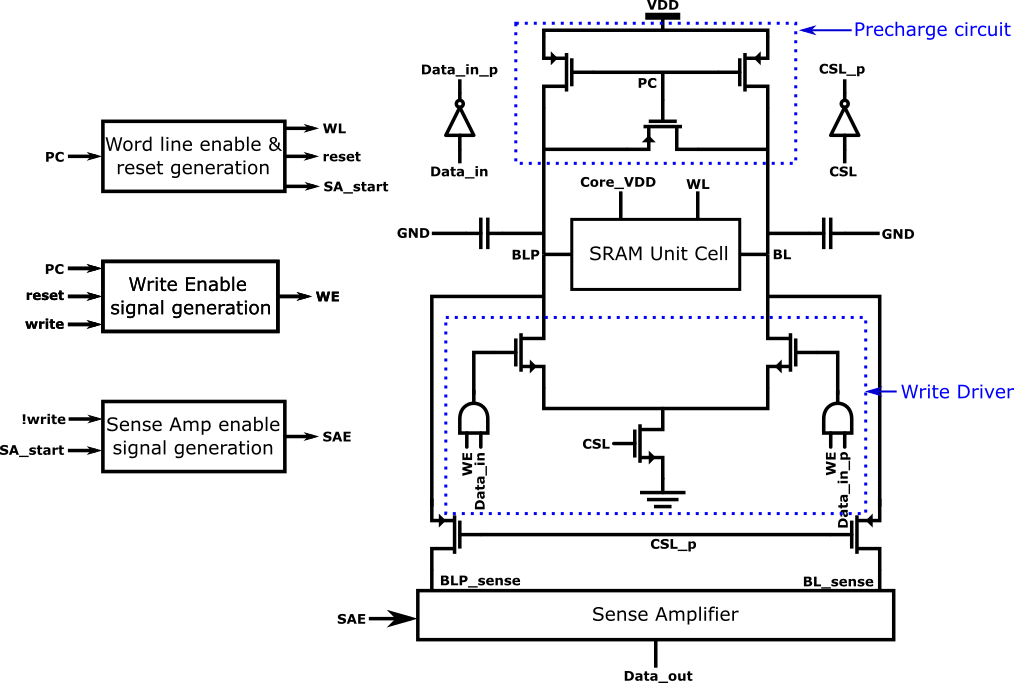 VDD
Precharge circuit
Data_in_p
PC
CSL_p
Data_in
CSL
PC
Word line enable &
reset generation
WL
reset
SA_start
Core_VDD
WL
GND
GND
BLP
SRAM Unit Cell
BL
PC
reset
write
Write Enable
signal generation
WE
Write Driver
!write
SA_start
Sense Amp enable
signal generation
SAE
CSL
WE
Data_in
WE
Data_in_p
CSL_p
BLP_sense
BL_sense
SAE
Sense Amplifier
Data_out